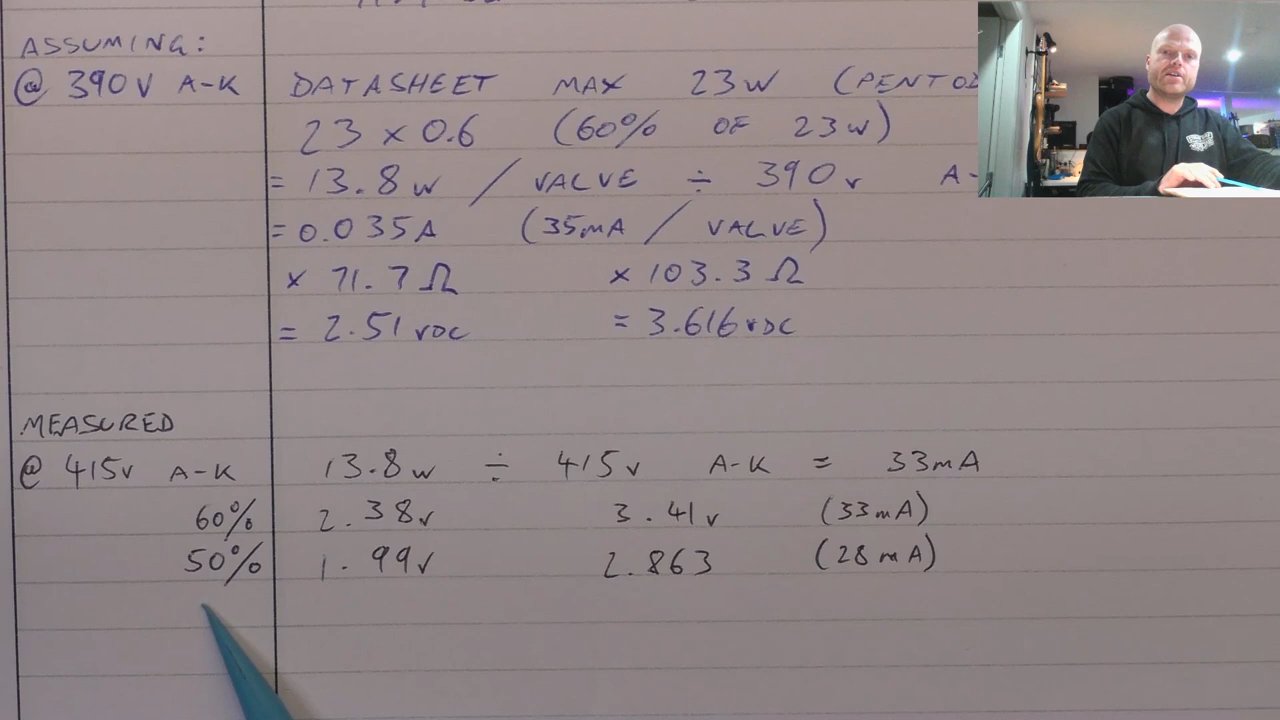 ASSUMING:
@ 390V A-K DATASHEET MAX 23W (PENTOD
23 x 0.6 (60% OF 23W)
= 13.8W / VALVE ÷ 390V A-
= 0.035A (35mA / VALVE)
x 71.7Ω x 103.3Ω
= 2.51VDC = 3.616VDC
MEASURED
@ 415V A-K 13.8W ÷ 415V A-K = 33mA
60% 2.38V 3.41V (33mA)
50% 1.99V 2.863 (28mA)